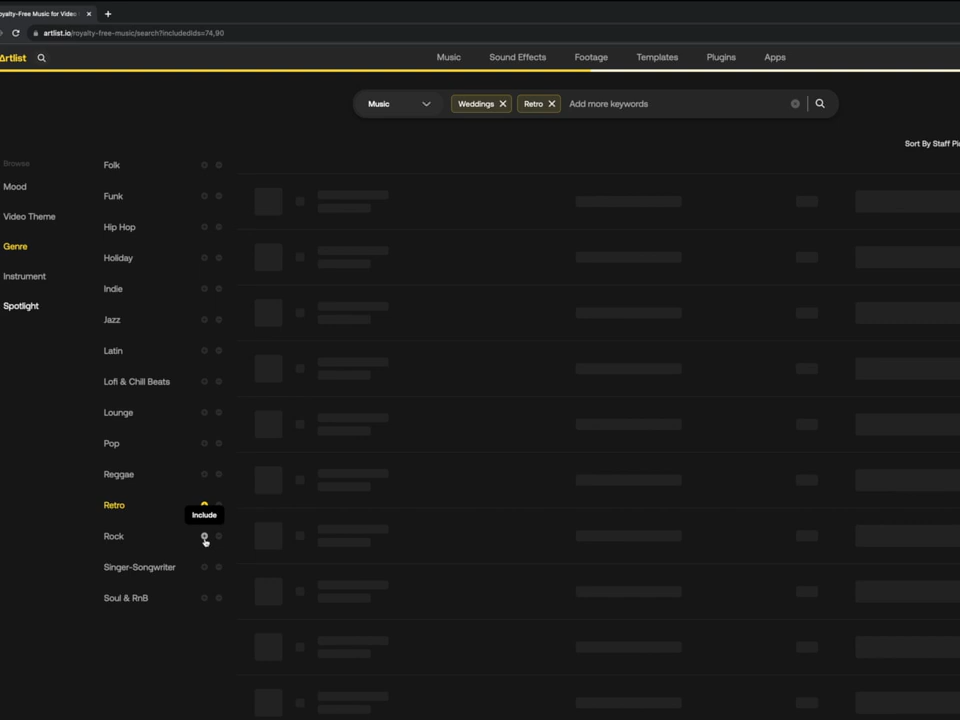 oyalty-Free Music for Video
artlist.io/royalty-free-music/search?includedIds=74,90
Artlist
Music
Sound Effects
Footage
Templates
Plugins
Apps
Music
Weddings
Retro
Add more keywords
Sort By Staff Pi
Browse
Mood
Video Theme
Genre
Instrument
Spotlight
Folk
Funk
Hip Hop
Holiday
Indie
Jazz
Latin
Lofi & Chill Beats
Lounge
Pop
Reggae
Retro
Include
Rock
Singer-Songwriter
Soul & RnB